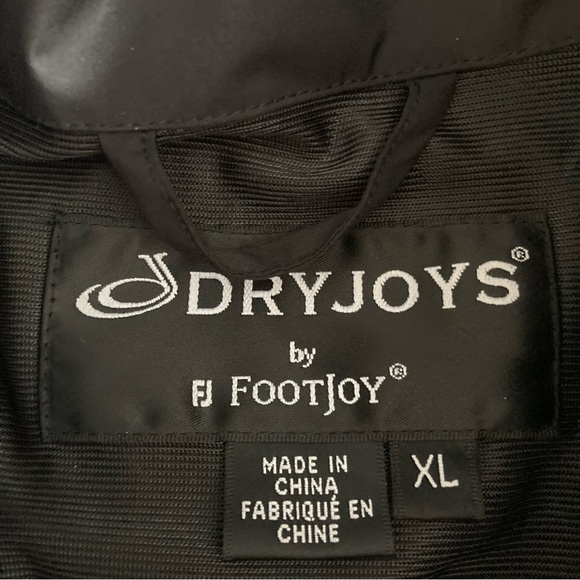 DRYJOYS®
by
FJ FOOTJOY®
MADE IN
CHINA
FABRIQUÉ EN
CHINE
XL